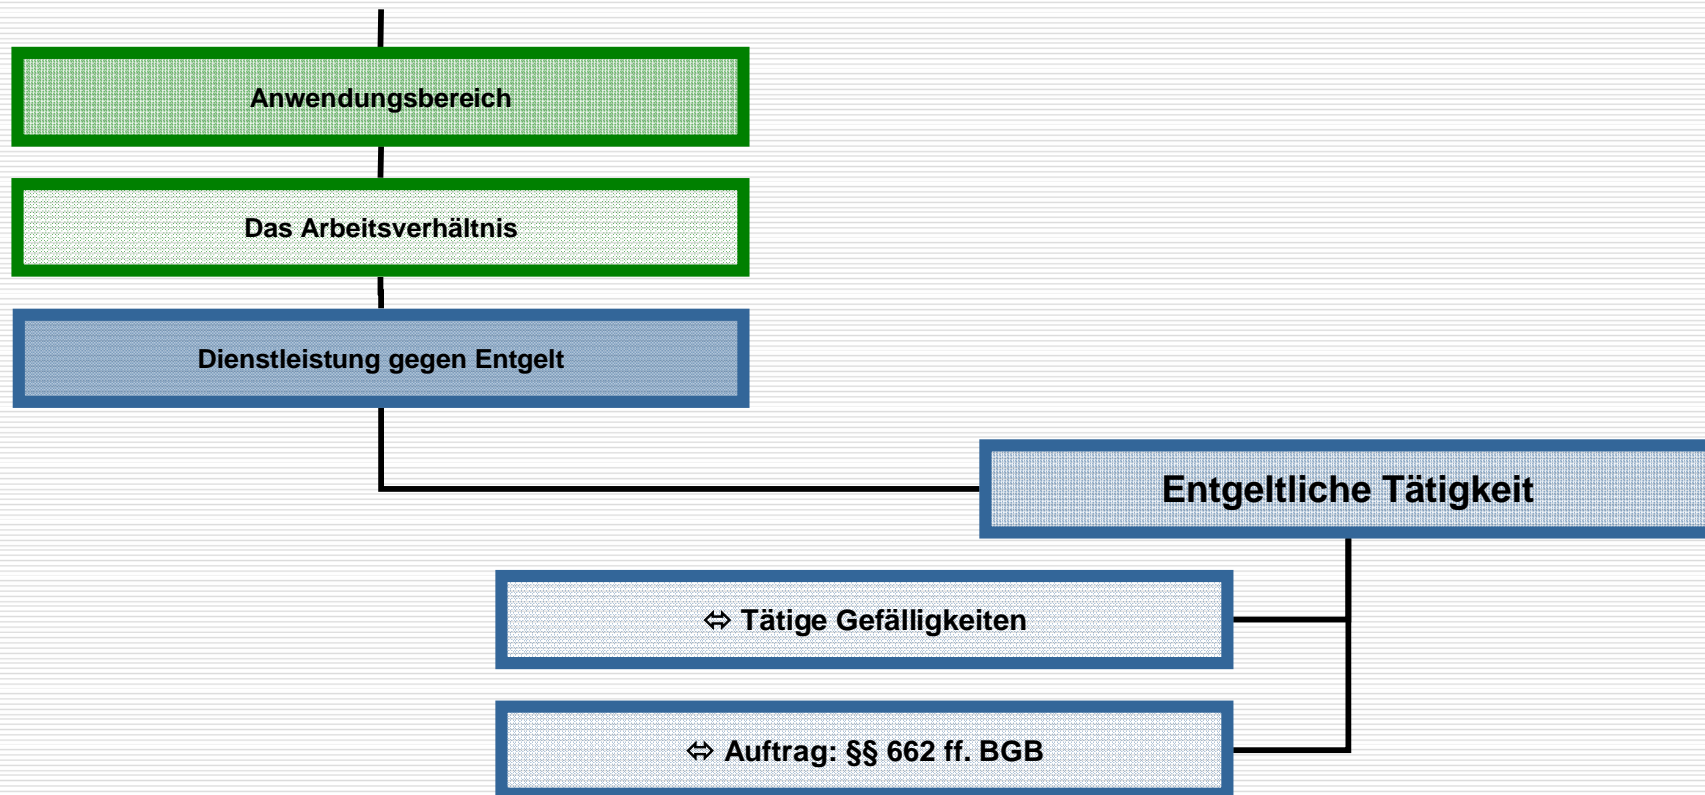 Anwendungsbereich
Das Arbeitsverhältnis
Dienstleistung gegen Entgelt
Entgeltliche Tätigkeit
⬄ Tätige Gefälligkeiten
⬄ Auftrag: §§ 662 ff. BGB